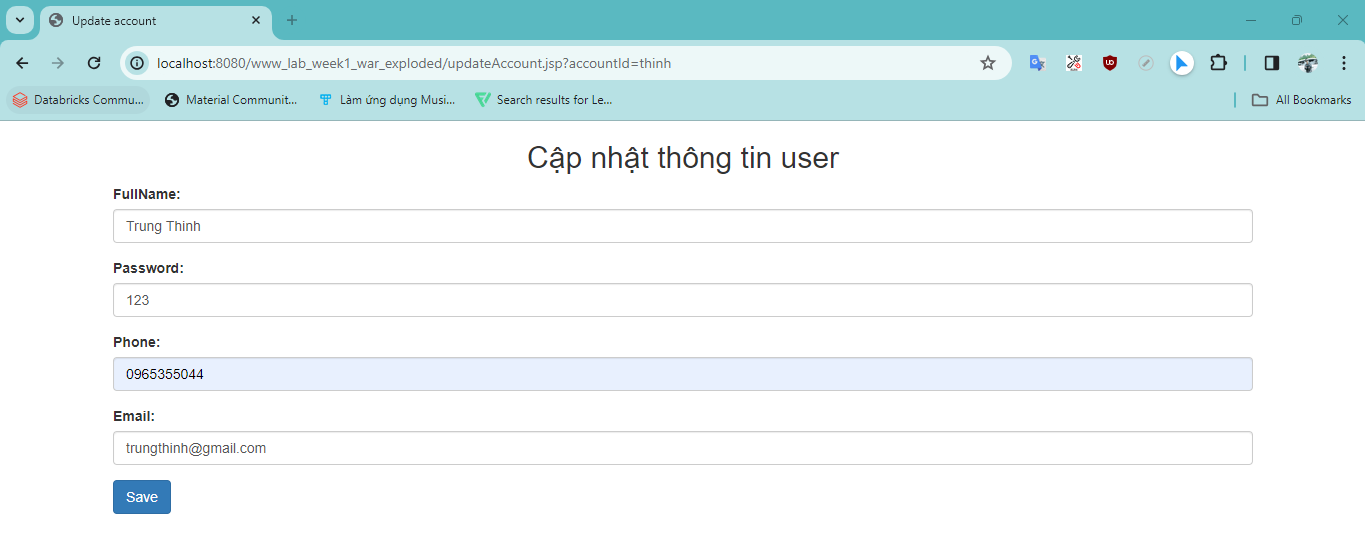 Update account
localhost:8080/www_lab_week1_war_exploded/updateAccount.jsp?accountId=thinh
Databricks Commu... Material Communit... Làm ứng dụng Musi... Search results for Le... All Bookmarks
Cập nhật thông tin user
FullName:
Trung Thinh
Password:
123
Phone:
0965355044
Email:
trungthinh@gmail.com
Save